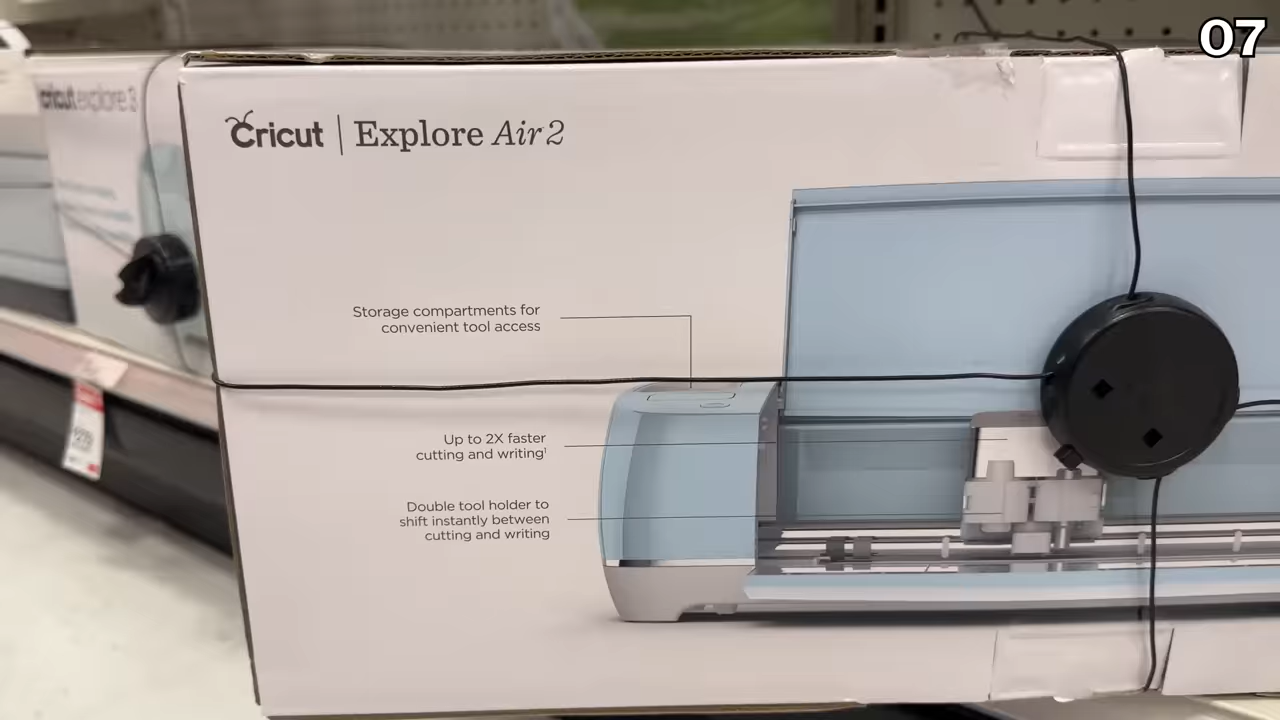 07
cricut explore 3
Cricut | Explore Air 2
Storage compartments for
convenient tool access
Up to 2X faster
cutting and writing¹
Double tool holder to
shift instantly between
cutting and writing